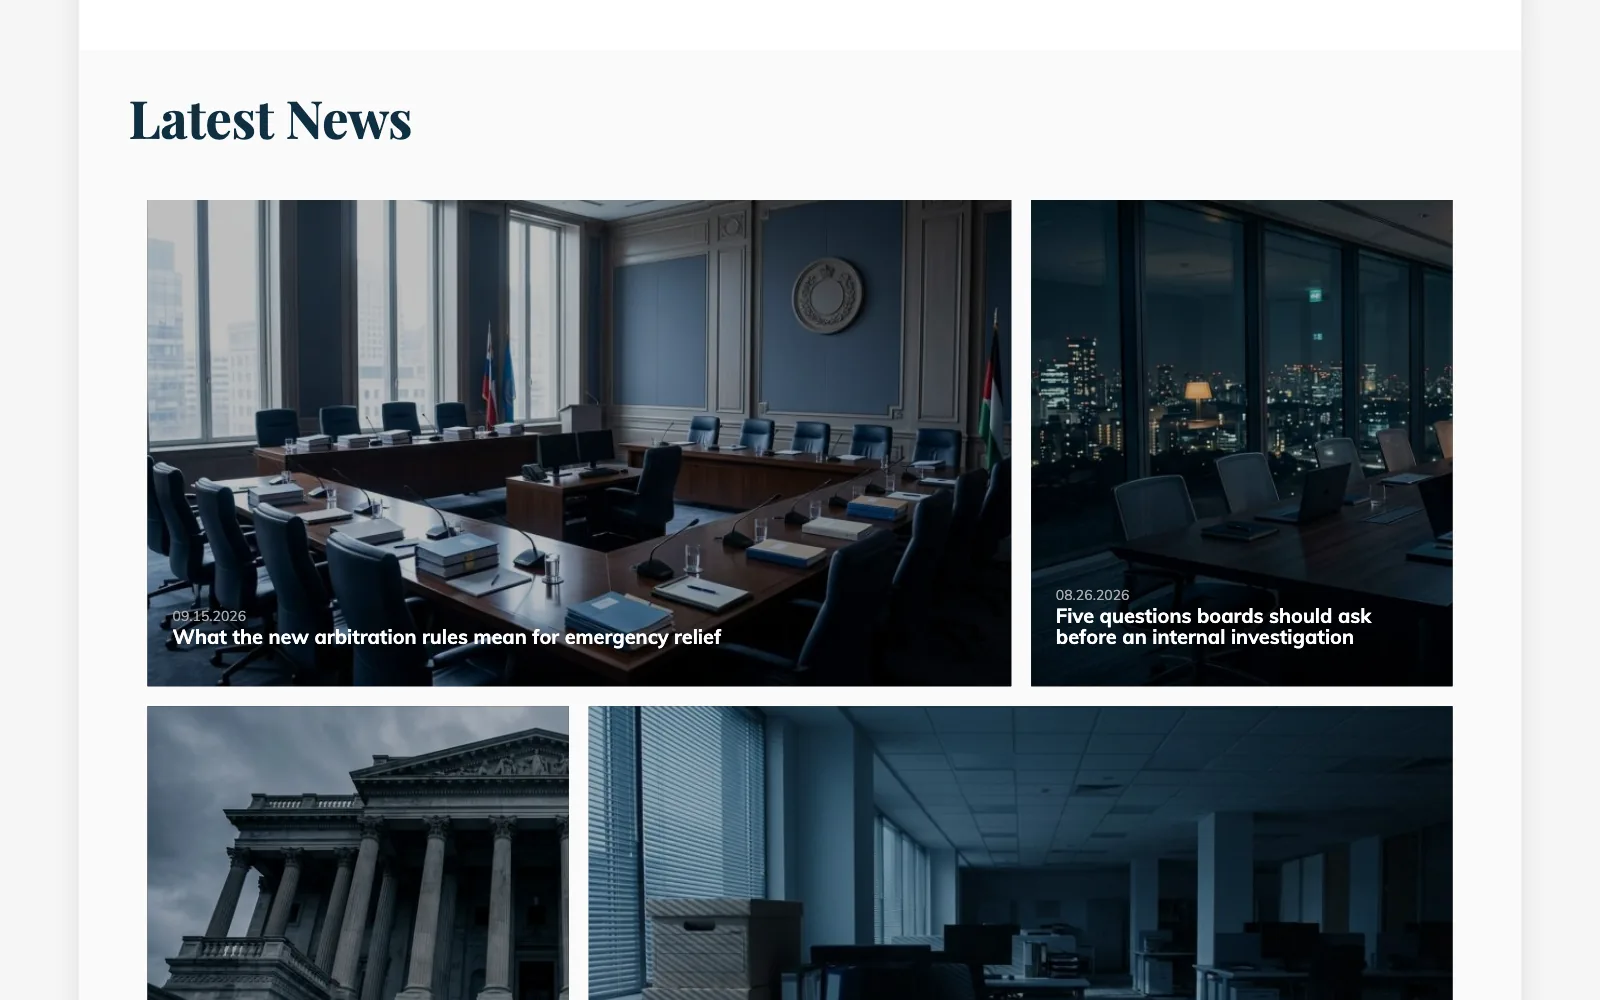 Latest News
09.15.2026
What the new arbitration rules mean for emergency relief
08.26.2026
Five questions boards should ask
before an internal investigation